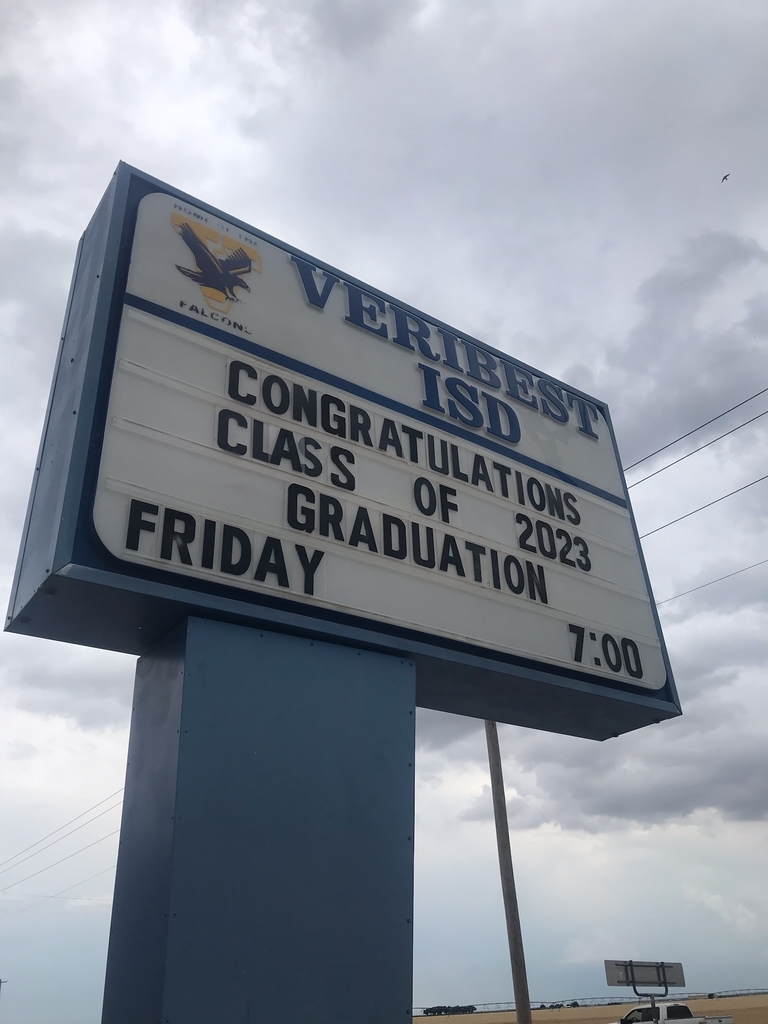 HOME OF THE
FALCONS
VERIBEST
ISD
CONGRATULATIONS
CLASS OF 2023
GRADUATION
FRIDAY 7:00